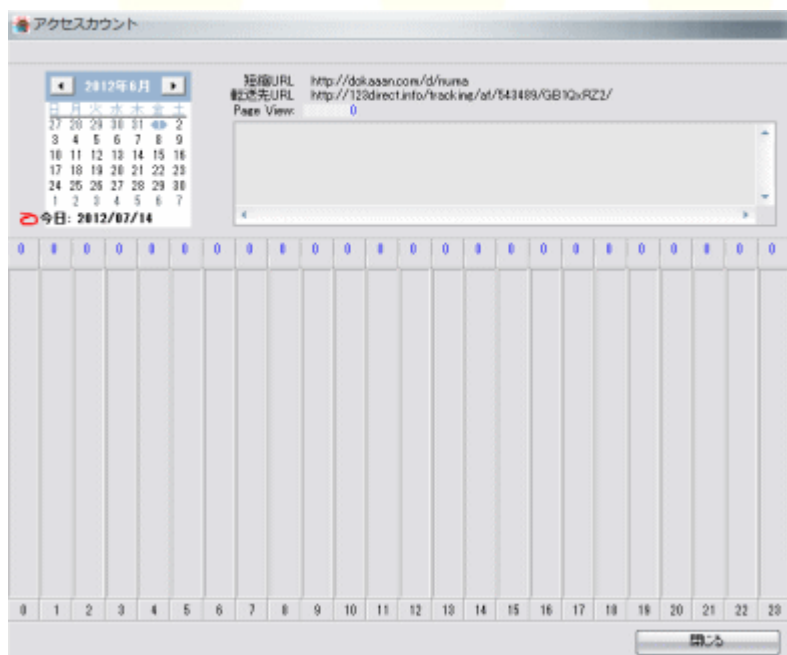 アクセスカウント
2012年6月
日 月 火 水 木 金 土
27 28 29 30 31 2
3 4 5 6 7 8 9
10 11 12 13 14 15 16
17 18 19 20 21 22 23
24 25 26 27 28 29 30
1 2 3 4 5 6 7
今日: 2012/07/14
短縮URL http://dokaaan.com/d/numa
転送先URL http://123direct.info/tracking/at/543489/GB1QxRZ2/
Page View: 0
0 0 0 0 0 0 0 0 0 0 0 0 0 0 0 0 0 0 0 0 0 0 0 0
0 1 2 3 4 5 6 7 8 9 10 11 12 13 14 15 16 17 18 19 20 21 22 23
閉じる